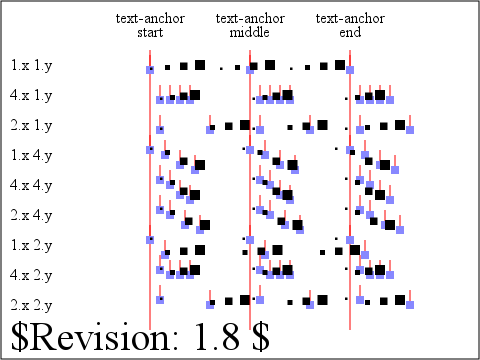 text-anchor text-anchor text-anchor
start middle end
1.x 1.y
4.x 1.y
2.x 1.y
1.x 4.y
4.x 4.y
2.x 4.y
1.x 2.y
4.x 2.y
2.x 2.y
$Revision: 1.8 $